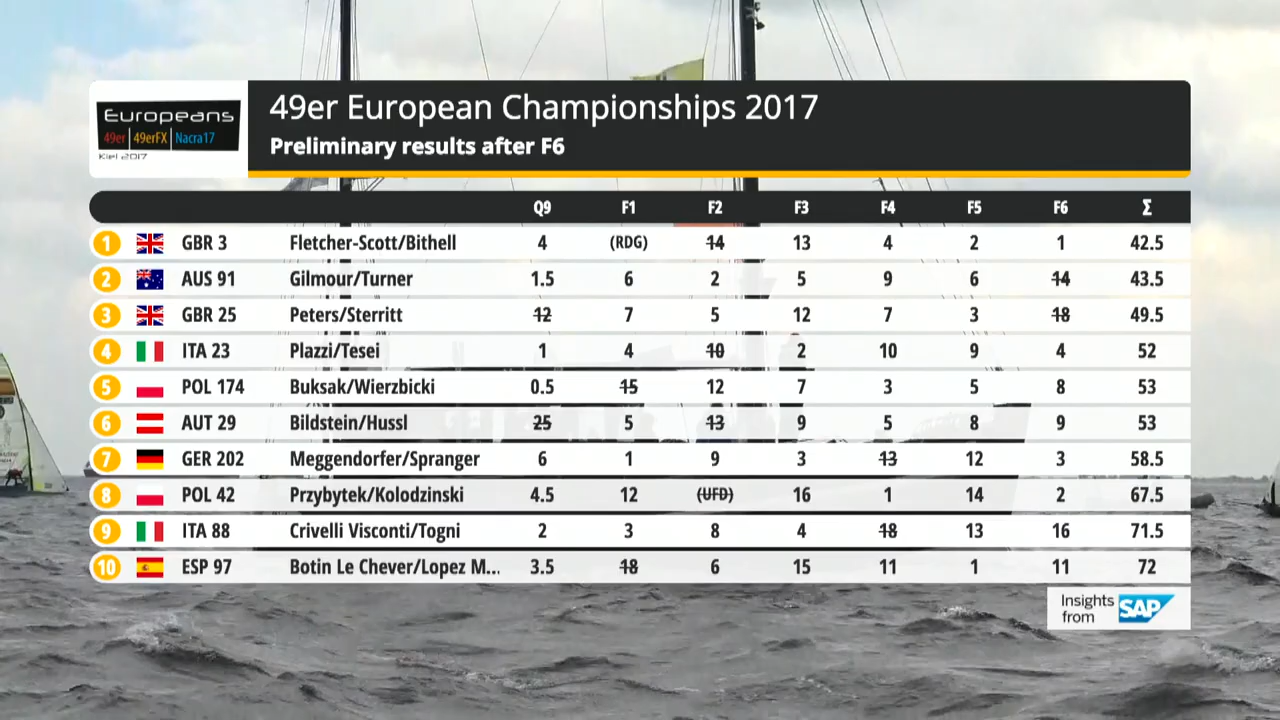 Europeans
49er | 49erFX | Nacra17
Kiel 2017
49er European Championships 2017
Preliminary results after F6
Q9 F1 F2 F3 F4 F5 F6 Σ
1 GBR 3 Fletcher-Scott/Bithell 4 (RDG) 14 13 4 2 1 42.5
2 AUS 91 Gilmour/Turner 1.5 6 2 5 9 6 14 43.5
3 GBR 25 Peters/Sterritt 12 7 5 12 7 3 18 49.5
4 ITA 23 Plazzi/Tesei 1 4 10 2 10 9 4 52
5 POL 174 Buksak/Wierzbicki 0.5 15 12 7 3 5 8 53
6 AUT 29 Bildstein/Hussl 25 5 13 9 5 8 9 53
7 GER 202 Meggendorfer/Spranger 6 1 9 3 13 12 3 58.5
8 POL 42 Przybytek/Kolodzinski 4.5 12 (UFD) 16 1 14 2 67.5
9 ITA 88 Crivelli Visconti/Togni 2 3 8 4 18 13 16 71.5
10 ESP 97 Botin Le Chever/Lopez M... 3.5 18 6 15 11 1 11 72
Insights
from SAP